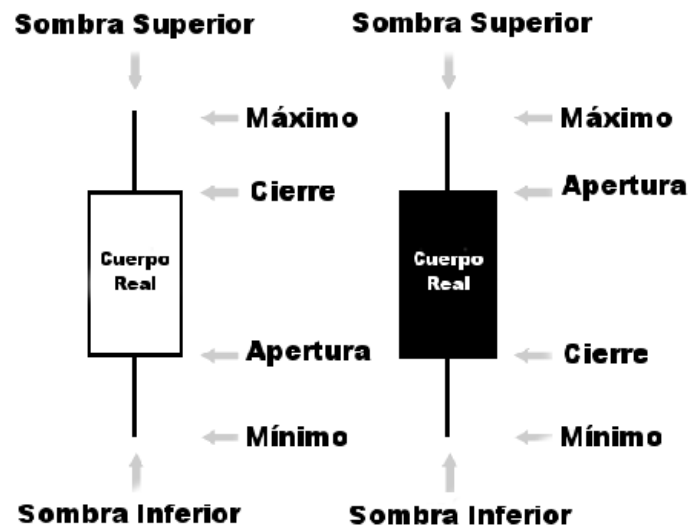 Sombra Superior
Máximo
Cierre
Cuerpo
Real
Apertura
Mínimo
Sombra Inferior
Sombra Superior
Máximo
Apertura
Cuerpo
Real
Cierre
Mínimo
Sombra Inferior